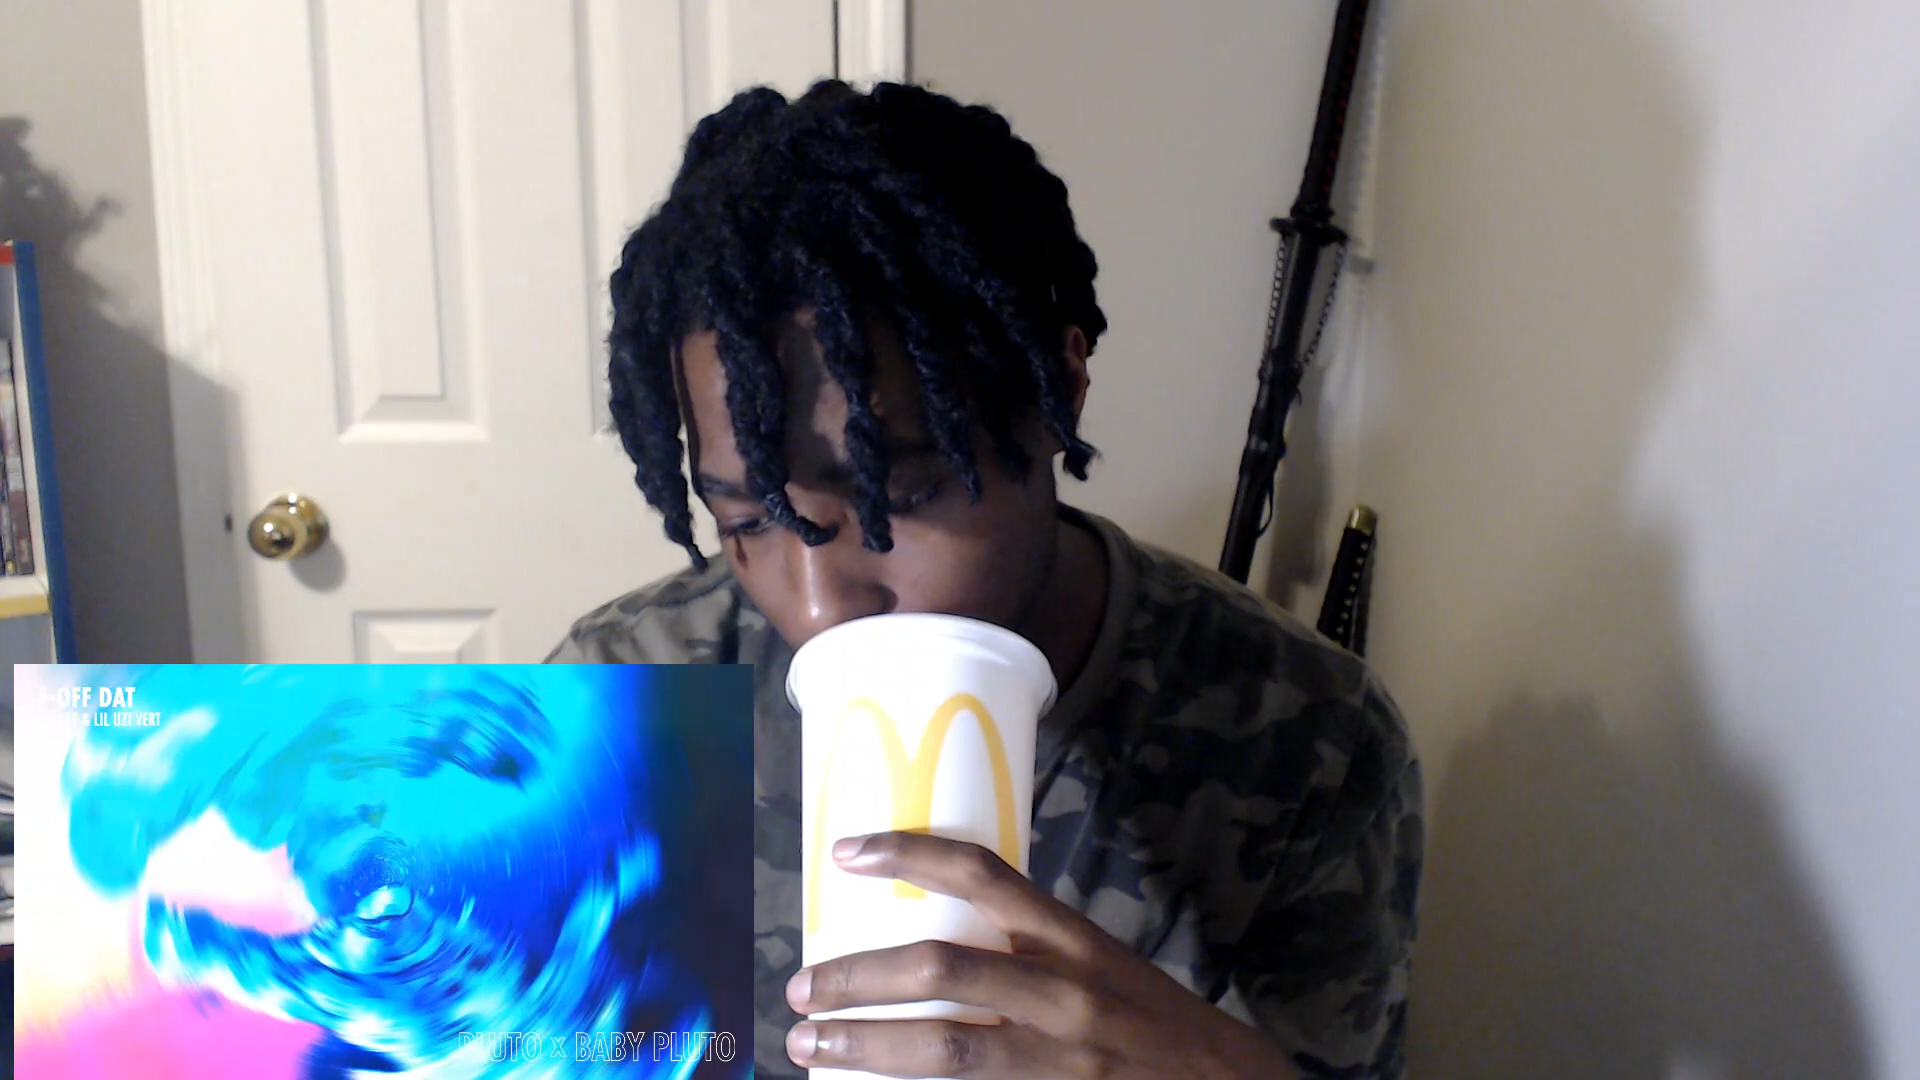 OFF DAT
& LIL UZI VERT
PLUTO x BABY PLUTO